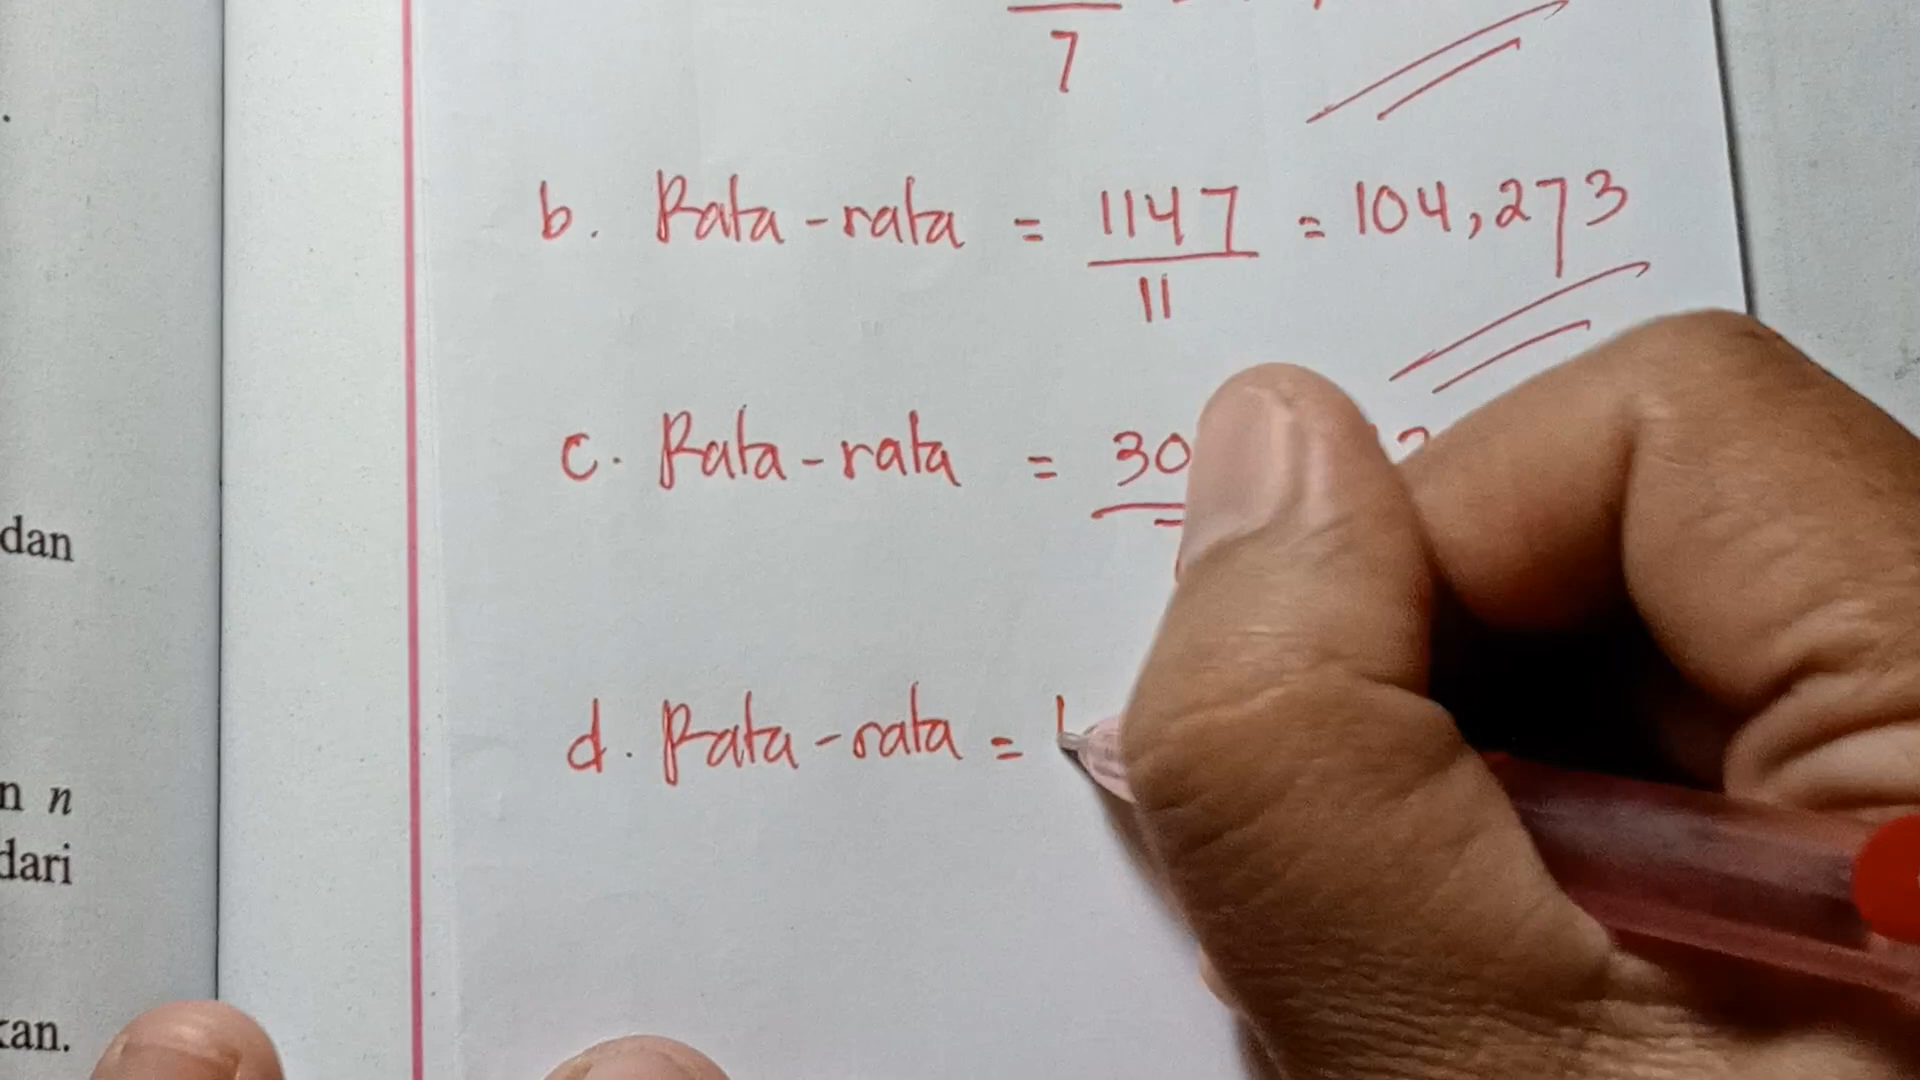 7
b. Rata-rata = 1147 = 104,273
11
c. Rata-rata = 30
d. Rata-rata =
dan
n n
dari
kan.